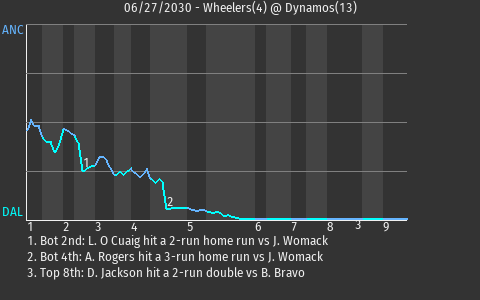 06/27/2030 - Wheelers(4) @ Dynamos(13)
ANC
1
2
3
DAL
1 2 3 4 5 6 7 8 9
1. Bot 2nd: L. O Cuaig hit a 2-run home run vs J. Womack
2. Bot 4th: A. Rogers hit a 3-run home run vs J. Womack
3. Top 8th: D. Jackson hit a 2-run double vs B. Bravo